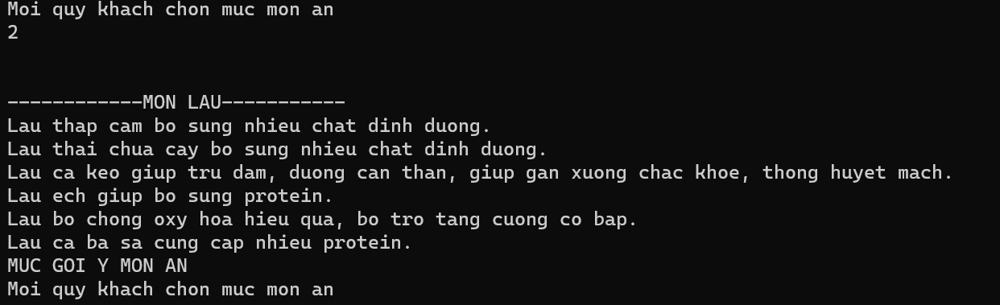 Moi quy khach chon muc mon an
2
------------MON LAU-----------
Lau thap cam bo sung nhieu chat dinh duong.
Lau thai chua cay bo sung nhieu chat dinh duong.
Lau ca keo giup tru dam, duong can than, giup gan xuong chac khoe, thong huyet mach.
Lau ech giup bo sung protein.
Lau bo chong oxy hoa hieu qua, bo tro tang cuong co bap.
Lau ca ba sa cung cap nhieu protein.
MUC GOI Y MON AN
Moi quy khach chon muc mon an